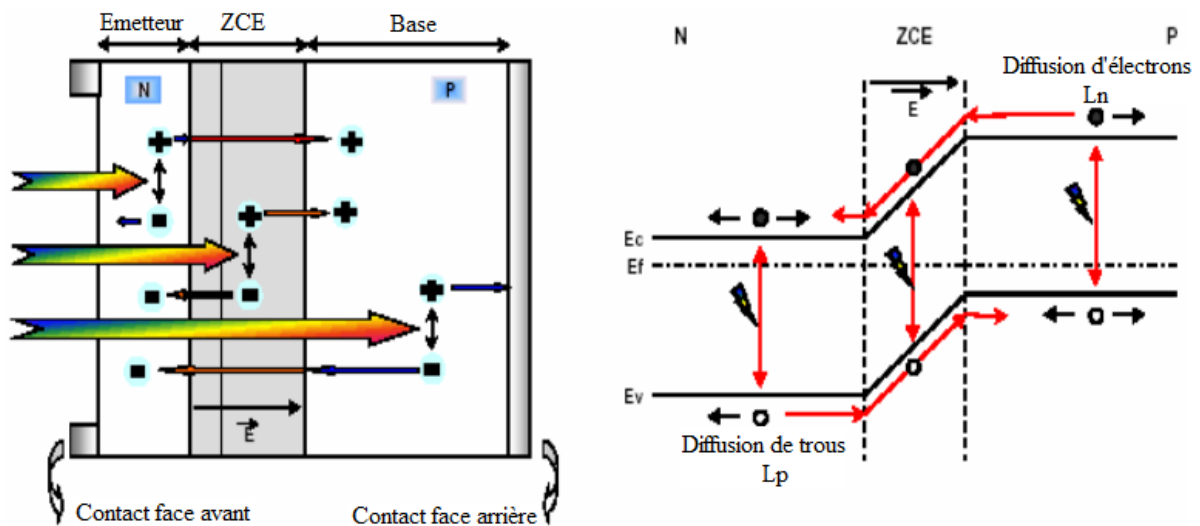 Emetteur
ZCE
Base
N
P
E
Contact face avant
Contact face arrière
N
ZCE
P
Diffusion d'électrons
Ln
E
Ec
Ef
Ev
Diffusion de trous
Lp